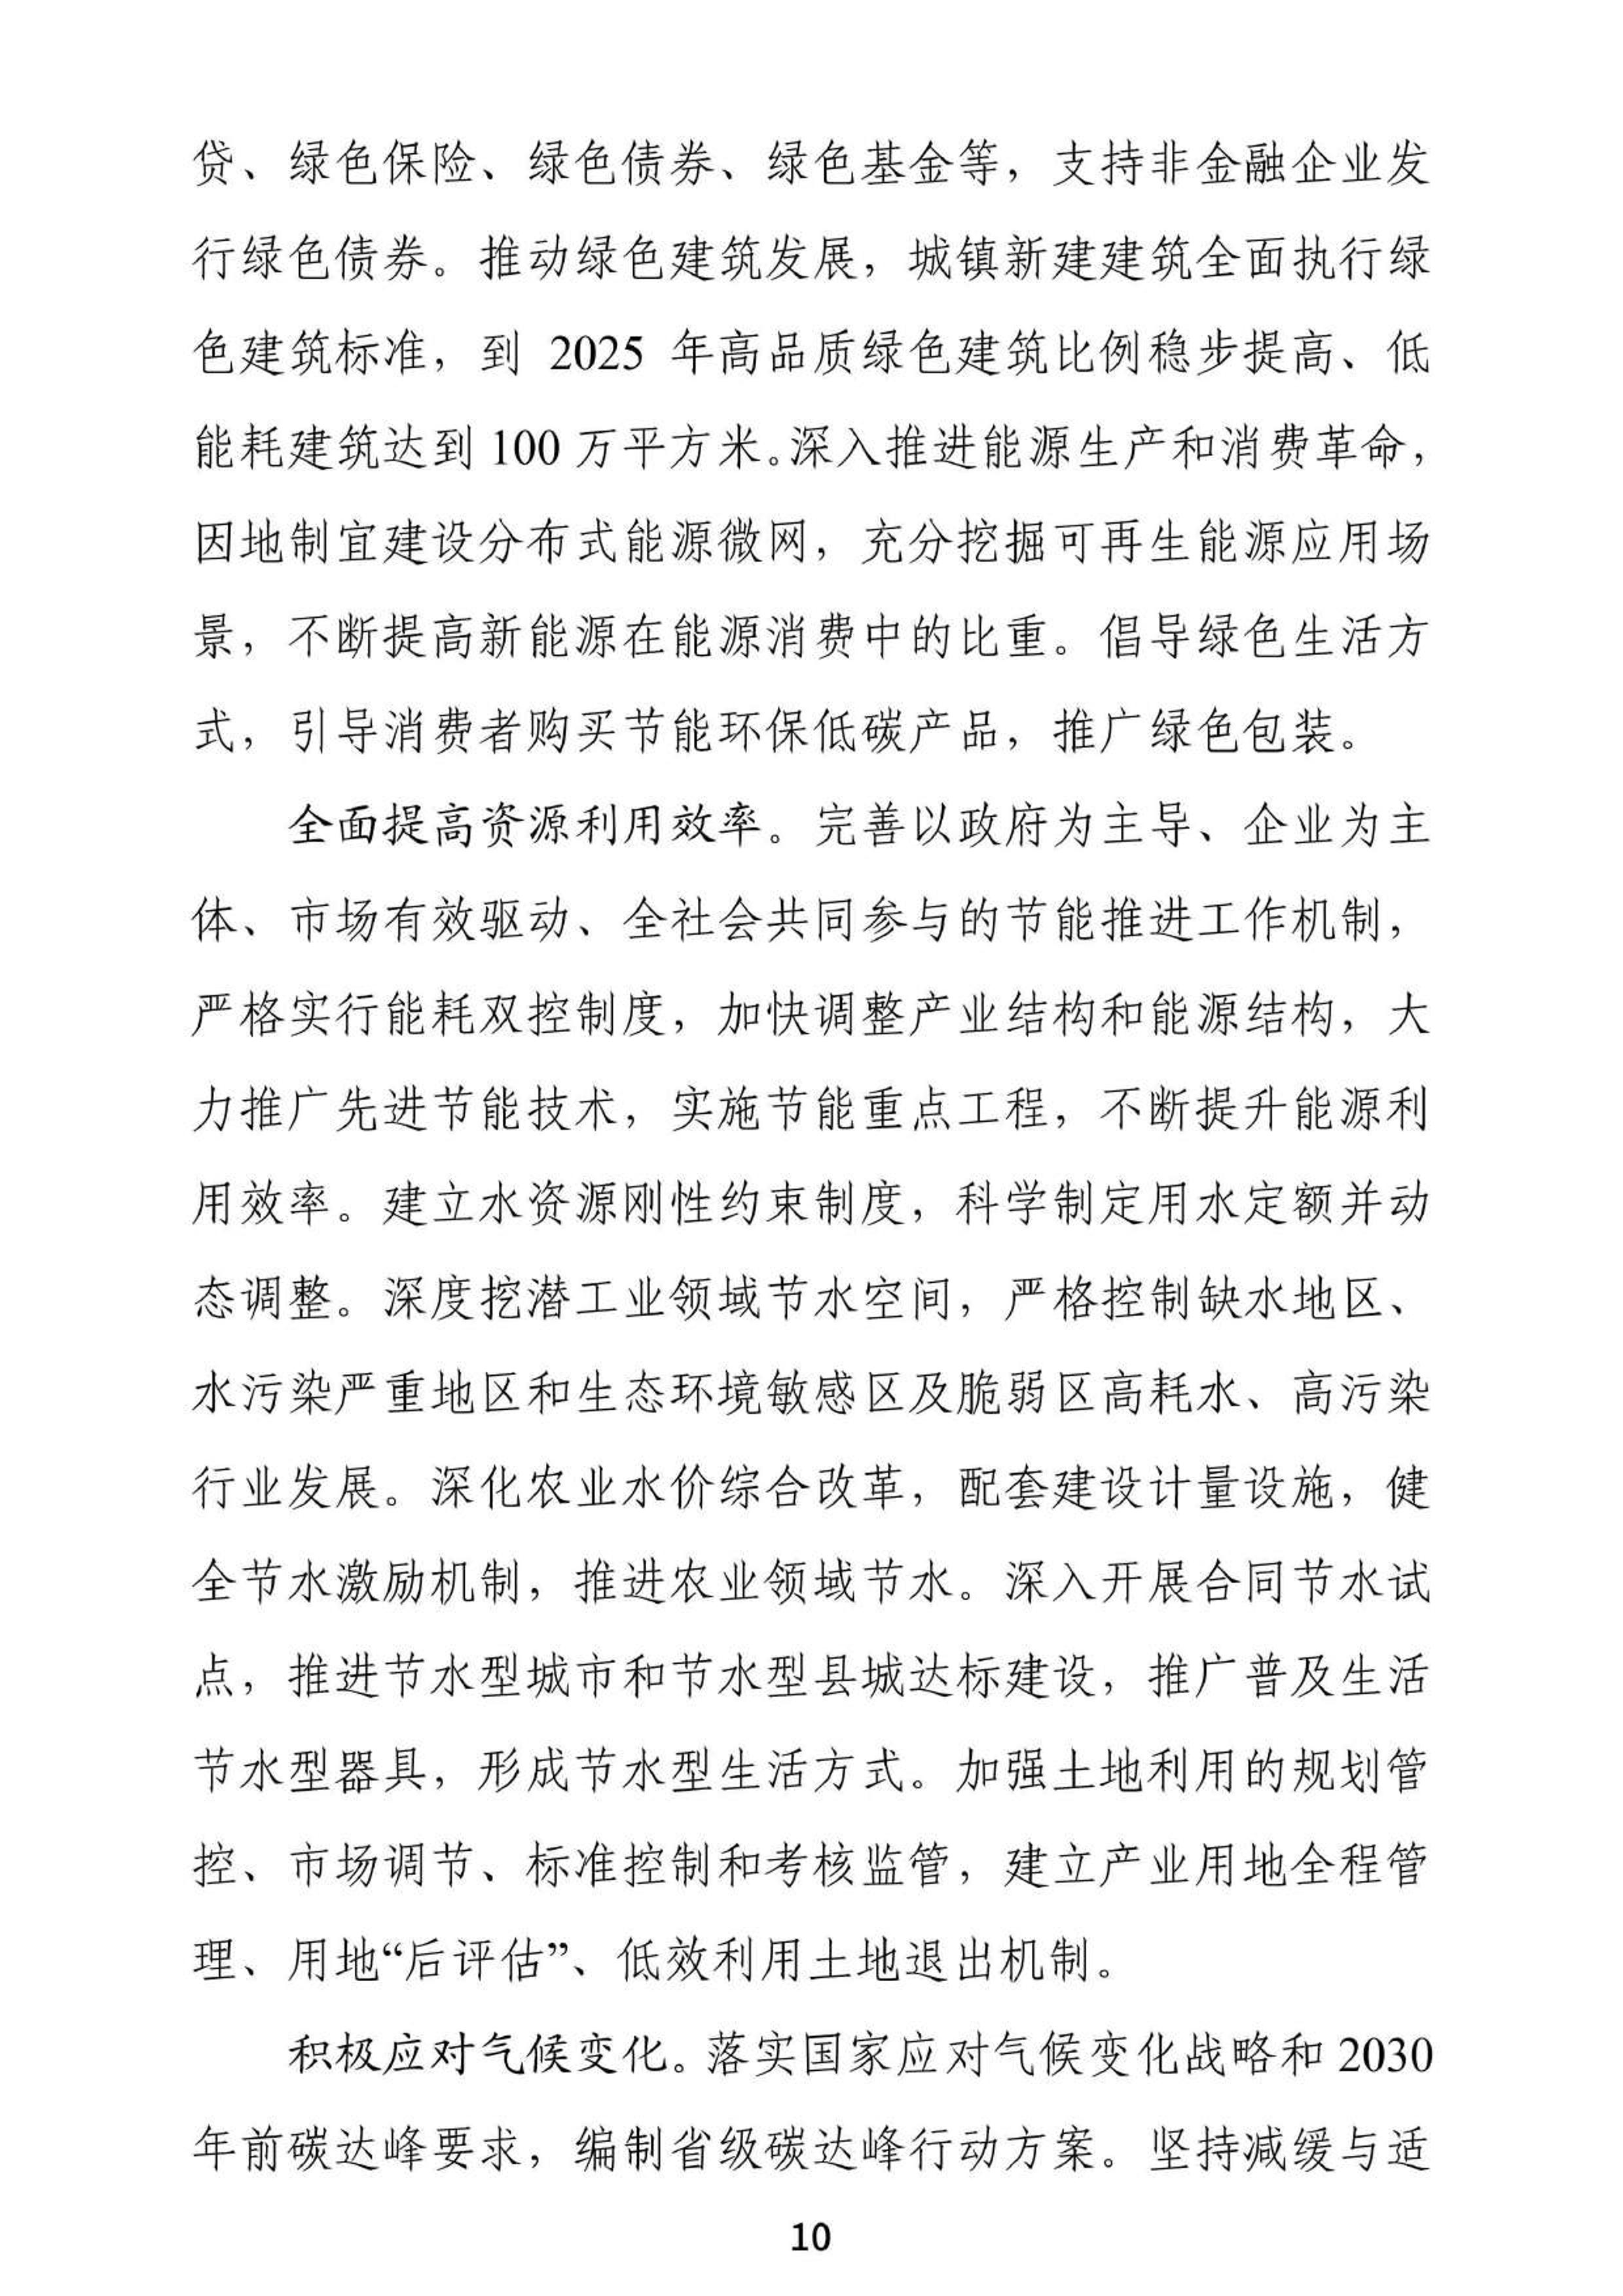 贷、绿色保险、绿色债券、绿色基金等，支持非金融企业发
行绿色债券。推动绿色建筑发展，城镇新建建筑全面执行绿
色建筑标准，到 2025 年高品质绿色建筑比例稳步提高、低
能耗建筑达到 100 万平方米。深入推进能源生产和消费革命，
因地制宜建设分布式能源微网，充分挖掘可再生能源应用场
景，不断提高新能源在能源消费中的比重。倡导绿色生活方
式，引导消费者购买节能环保低碳产品，推广绿色包装。
全面提高资源利用效率。完善以政府为主导、企业为主
体、市场有效驱动、全社会共同参与的节能推进工作机制，
严格实行能耗双控制度，加快调整产业结构和能源结构，大
力推广先进节能技术，实施节能重点工程，不断提升能源利
用效率。建立水资源刚性约束制度，科学制定用水定额并动
态调整。深度挖潜工业领域节水空间，严格控制缺水地区、
水污染严重地区和生态环境敏感区及脆弱区高耗水、高污染
行业发展。深化农业水价综合改革，配套建设计量设施，健
全节水激励机制，推进农业领域节水。深入开展合同节水试
点，推进节水型城市和节水型县城达标建设，推广普及生活
节水型器具，形成节水型生活方式。加强土地利用的规划管
控、市场调节、标准控制和考核监管，建立产业用地全程管
理、用地“后评估”、低效利用土地退出机制。
积极应对气候变化。落实国家应对气候变化战略和 2030
年前碳达峰要求，编制省级碳达峰行动方案。坚持减缓与适
10